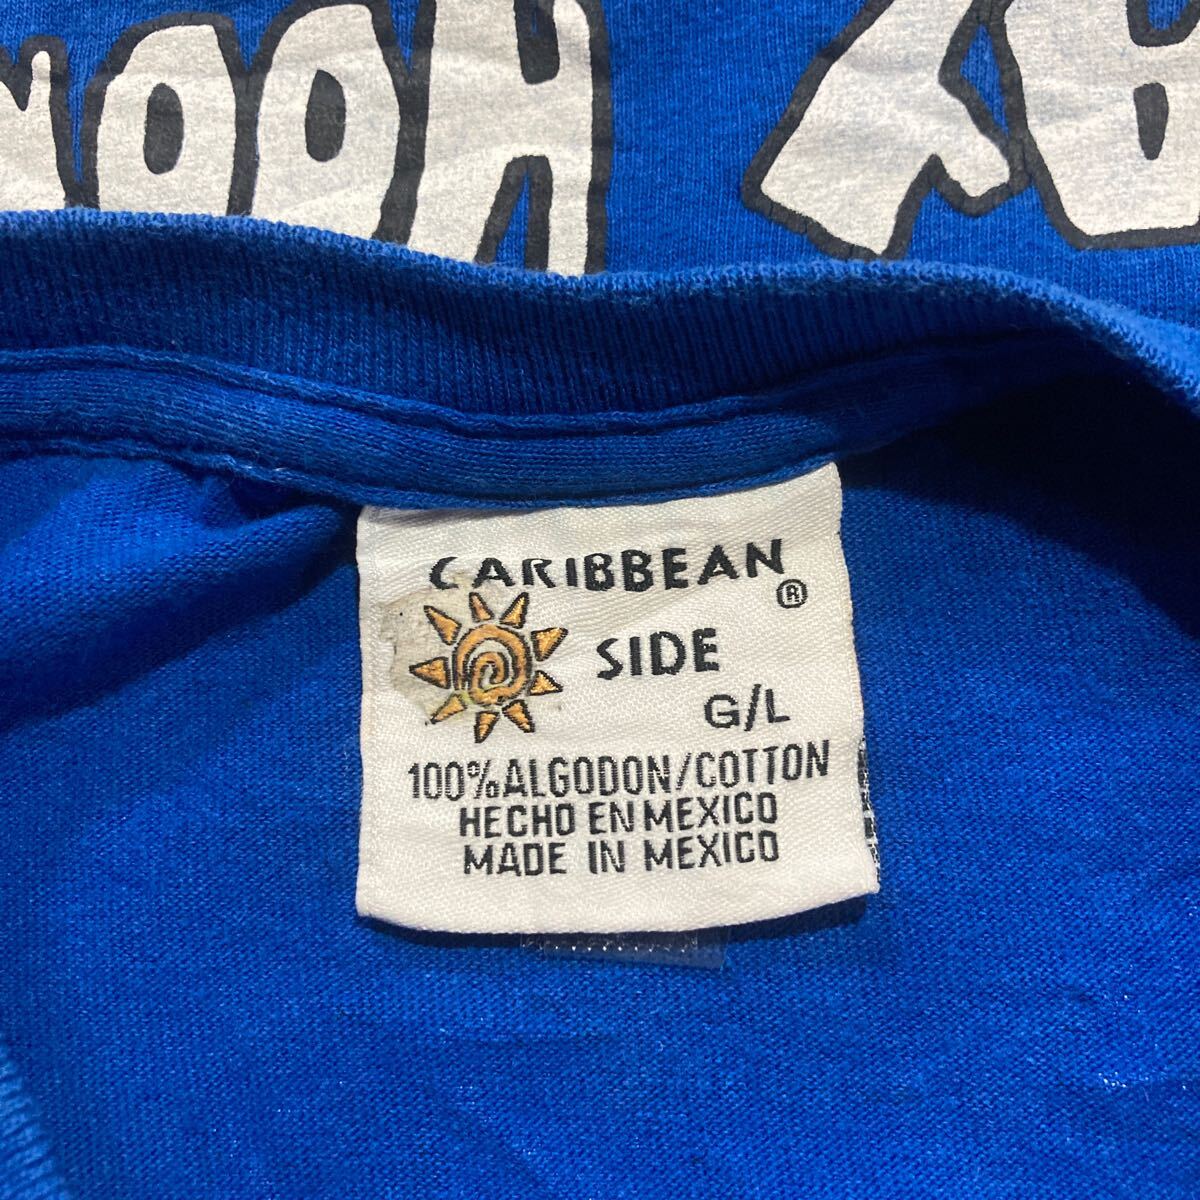 CARIBBEAN
®
SIDE
G/L
100% ALGODON/COTTON
HECHO EN MEXICO
MADE IN MEXICO